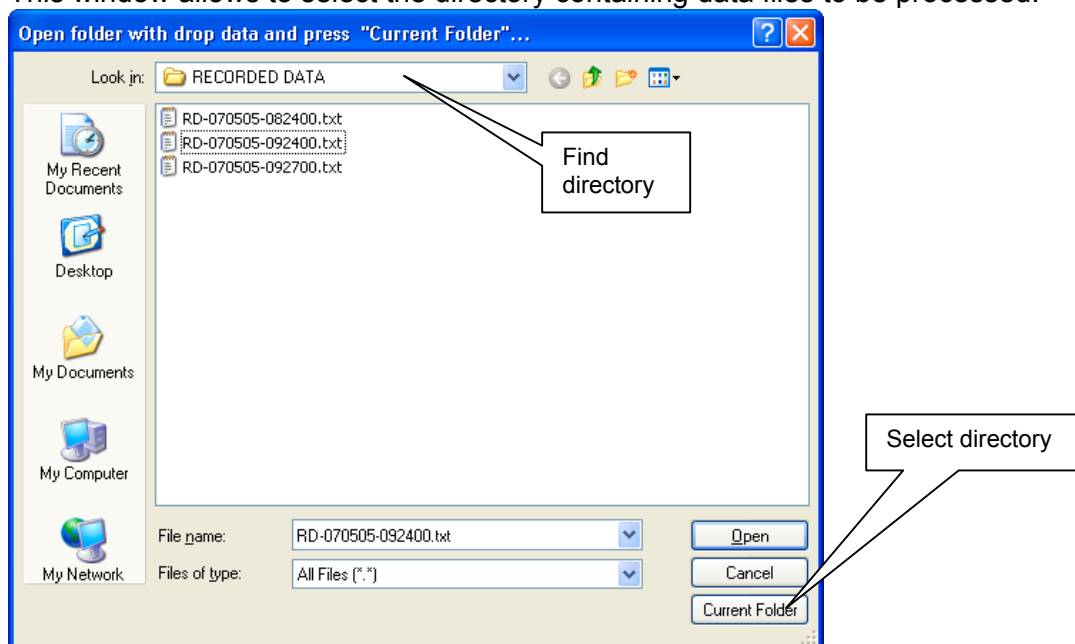 This window allows to select the directory containing data files to be processed.
Open folder with drop data and press "Current Folder"...
Look in:
RECORDED DATA
RD-070505-082400.txt
RD-070505-092400.txt
RD-070505-092700.txt
Find
directory
My Recent
Documents
Desktop
My Documents
My Computer
My Network
Select directory
File name:
RD-070505-092400.txt
Open
Files of type:
All Files (*.*)
Cancel
Current Folder